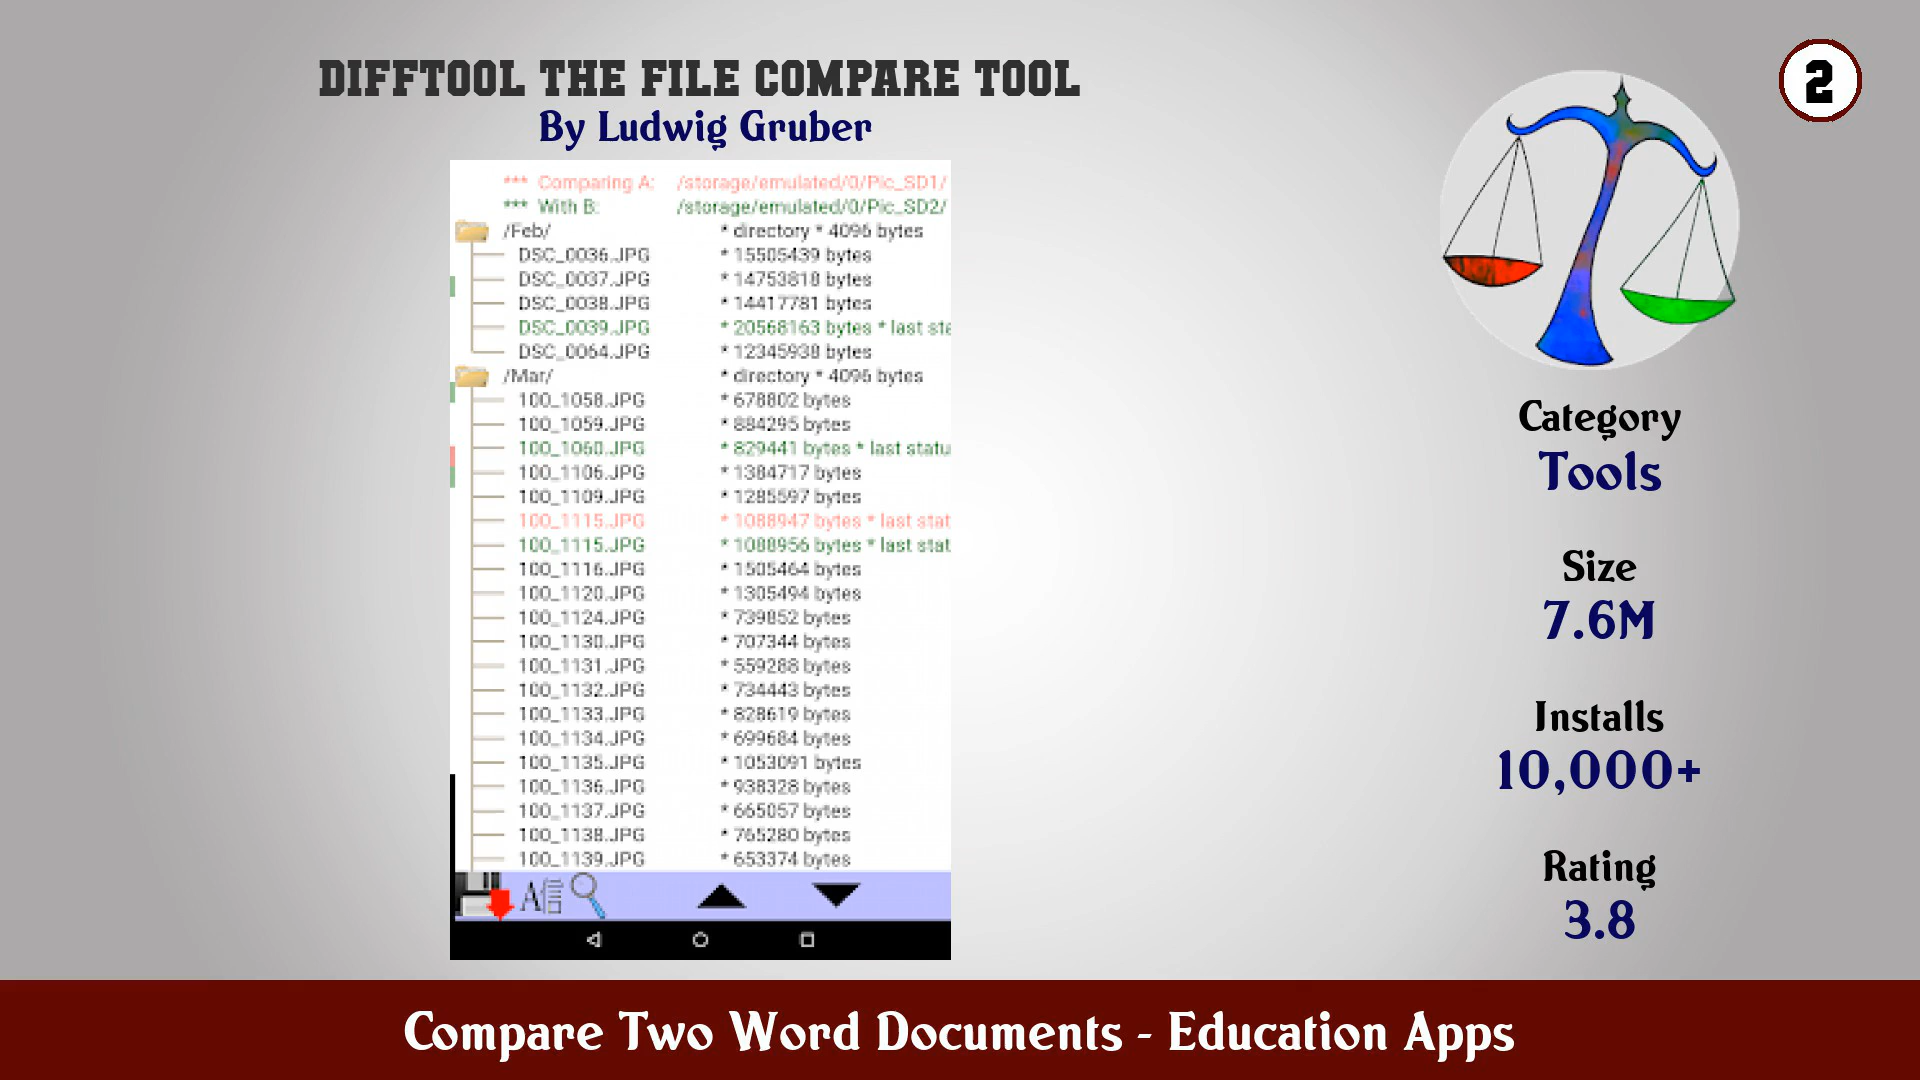 DIFFTOOL THE FILE COMPARE TOOL
By Ludwig Gruber
2
*** Comparing A: /storage/emulated/0/Pic_SD1/
*** With B: /storage/emulated/0/Pic_SD2/
/Feb/ * directory * 4096 bytes
DSC_0036.JPG * 15505439 bytes
DSC_0037.JPG * 14753818 bytes
DSC_0038.JPG * 14417781 bytes
DSC_0039.JPG * 20568163 bytes * last sta
DSC_0064.JPG * 12345938 bytes
/Mar/ * directory * 4096 bytes
100_1058.JPG * 678802 bytes
100_1059.JPG * 884295 bytes
100_1060.JPG * 829441 bytes * last statu
100_1106.JPG * 1384717 bytes
100_1109.JPG * 1285597 bytes
100_1115.JPG * 1088947 bytes * last stat
100_1115.JPG * 1088956 bytes * last stat
100_1116.JPG * 1505464 bytes
100_1120.JPG * 1305494 bytes
100_1124.JPG * 739852 bytes
100_1130.JPG * 707344 bytes
100_1131.JPG * 559288 bytes
100_1132.JPG * 734443 bytes
100_1133.JPG * 828619 bytes
100_1134.JPG * 699684 bytes
100_1135.JPG * 1053091 bytes
100_1136.JPG * 938328 bytes
100_1137.JPG * 665057 bytes
100_1138.JPG * 765280 bytes
100_1139.JPG * 653374 bytes
A
Category
Tools
Size
7.6M
Installs
10,000+
Rating
3.8
Compare Two Word Documents - Education Apps